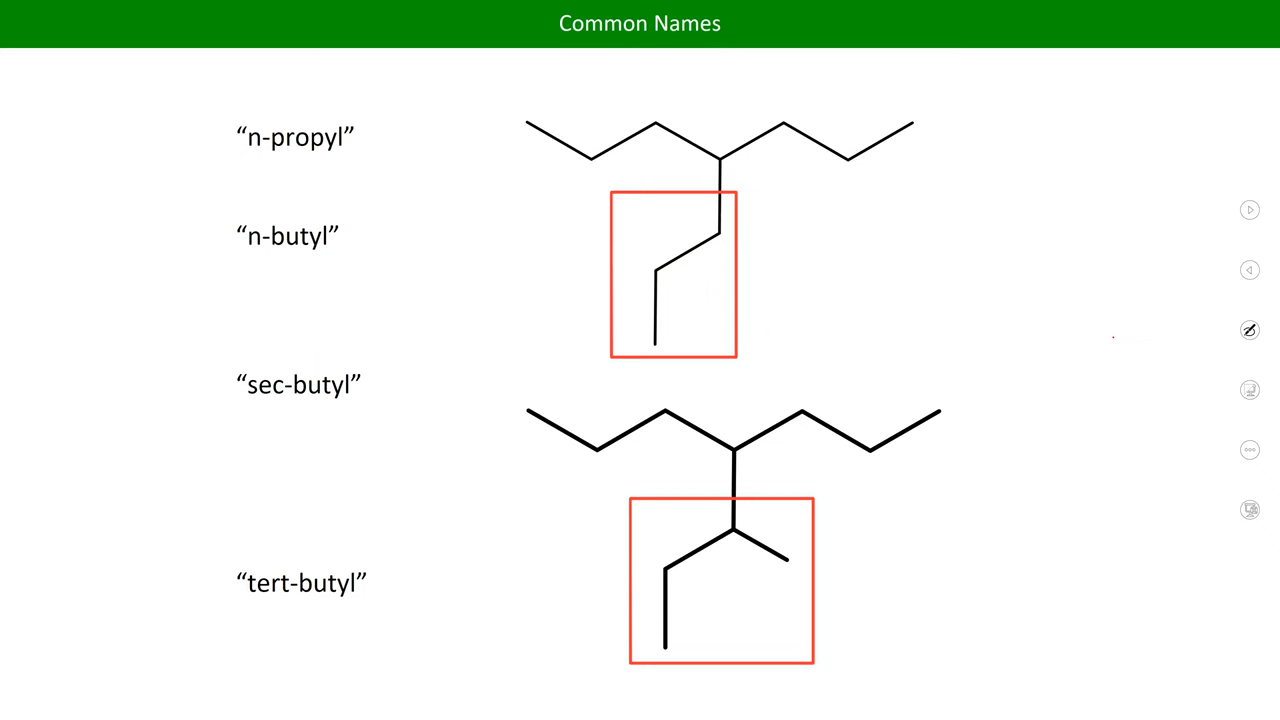 Common Names
“n-propyl”
“n-butyl”
“sec-butyl”
“tert-butyl”